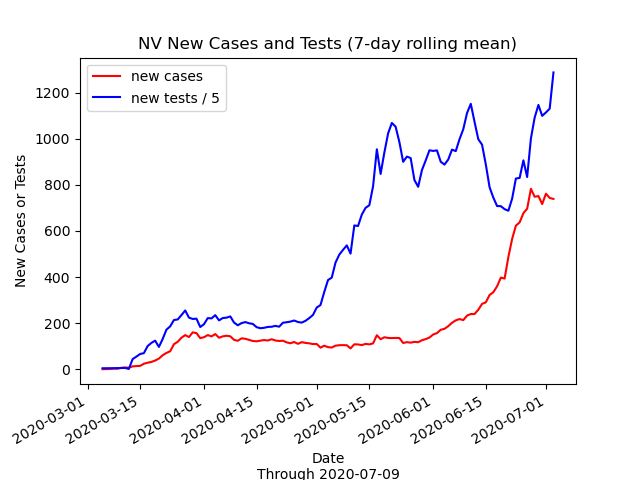 NV New Cases and Tests (7-day rolling mean)
new cases
new tests / 5
1200
1000
800
600
400
200
0
New Cases or Tests
2020-03-01
2020-03-15
2020-04-01
2020-04-15
2020-05-01
2020-05-15
2020-06-01
2020-06-15
2020-07-01
Date
Through 2020-07-09